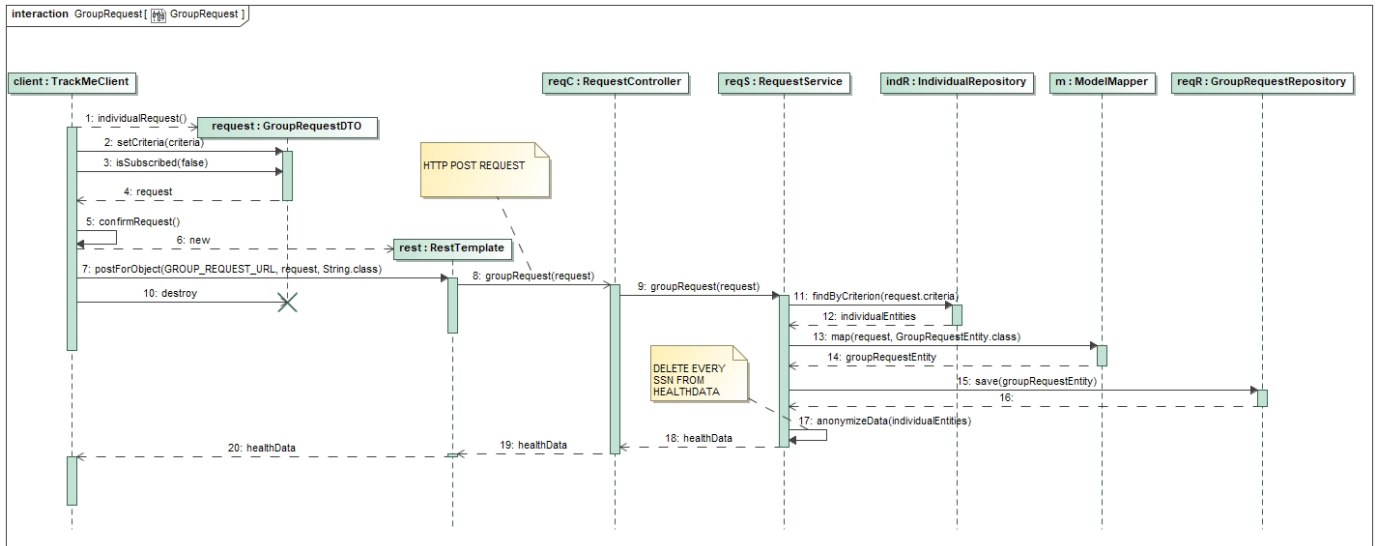 interaction GroupRequest[ GroupRequest ]
client : TrackMeClient
reqC : RequestController
reqS : RequestService
indR : IndividualRepository
m : ModelMapper
reqR : GroupRequestRepository
1: individualRequest()
request : GroupRequestDTO
2: setCriteria(criteria)
3: isSubscribed(false)
HTTP POST REQUEST
4: request
5: confirmRequest()
6: new
rest : RestTemplate
7: postForObject(GROUP_REQUEST_URL, request, String.class)
8: groupRequest(request)
9: groupRequest(request)
10: destroy
11: findByCriterion(request.criteria)
12: individualEntities
13: map(request, GroupRequestEntity.class)
14: groupRequestEntity
DELETE EVERY
SSN FROM
HEALTHDATA
15: save(groupRequestEntity)
16:
17: anonymizeData(individualEntities)
18: healthData
19: healthData
20: healthData